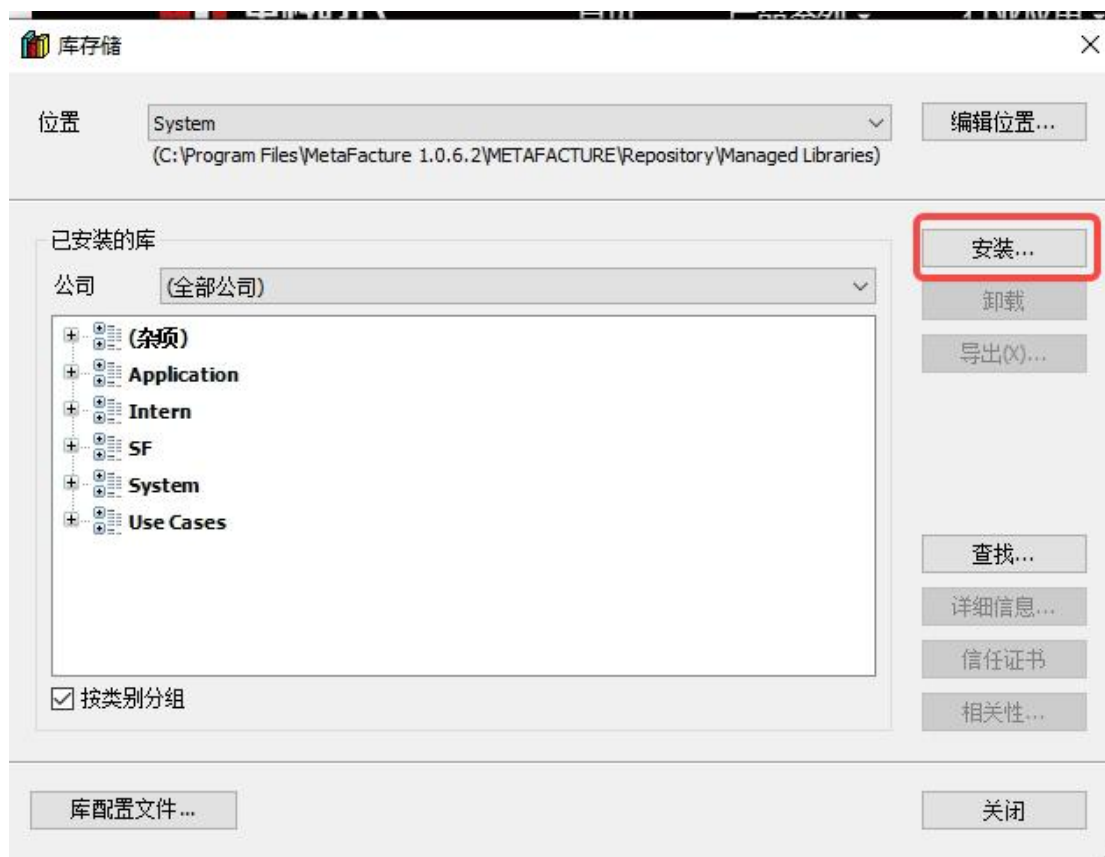 库存储
位置
System
编辑位置...
(C:\Program Files\MetaFacture 1.0.6.2\METAFACTURE\Repository\Managed Libraries)
已安装的库
安装...
公司
(全部公司)
卸载
(杂项)
导出(X)...
Application
Intern
SF
System
Use Cases
查找...
详细信息...
信任证书
按类别分组
相关性...
库配置文件...
关闭